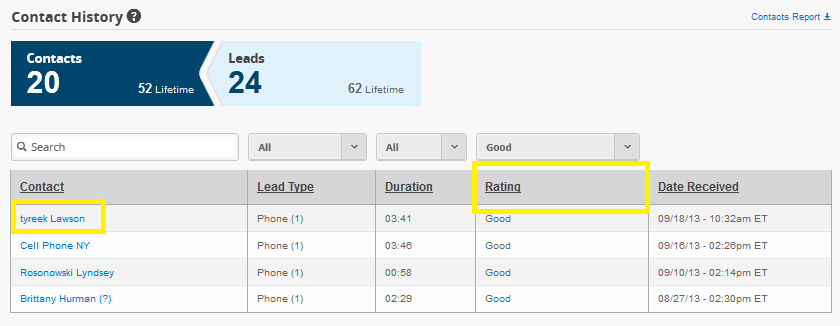 Contact History ?
Contacts Report
Contacts
20
52 Lifetime
Leads
24
62 Lifetime
Search
All
All
Good
Contact Lead Type Duration Rating Date Received
tyreek Lawson Phone (1) 03:41 Good 09/18/13 - 10:32am ET
Cell Phone NY Phone (1) 03:46 Good 09/16/13 - 02:26pm ET
Rosonowski Lyndsey Phone (1) 00:58 Good 09/10/13 - 02:14pm ET
Brittany Hurman (?) Phone (1) 02:29 Good 08/27/13 - 02:30pm ET